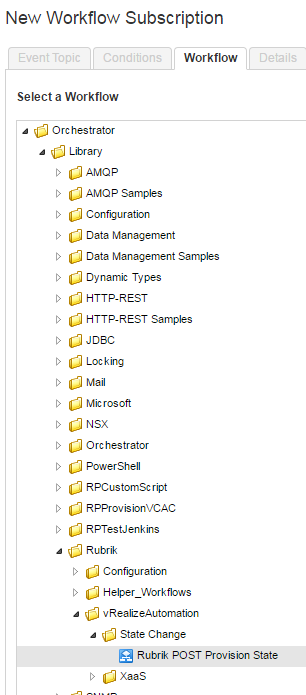 New Workflow Subscription
Event Topic Conditions Workflow Details
Select a Workflow
Orchestrator
Library
AMQP
AMQP Samples
Configuration
Data Management
Data Management Samples
Dynamic Types
HTTP-REST
HTTP-REST Samples
JDBC
Locking
Mail
Microsoft
NSX
Orchestrator
PowerShell
RPCustomScript
RPProvisionVCAC
RPTestJenkins
Rubrik
Configuration
Helper_Workflows
vRealizeAutomation
State Change
Rubrik POST Provision State
XaaS